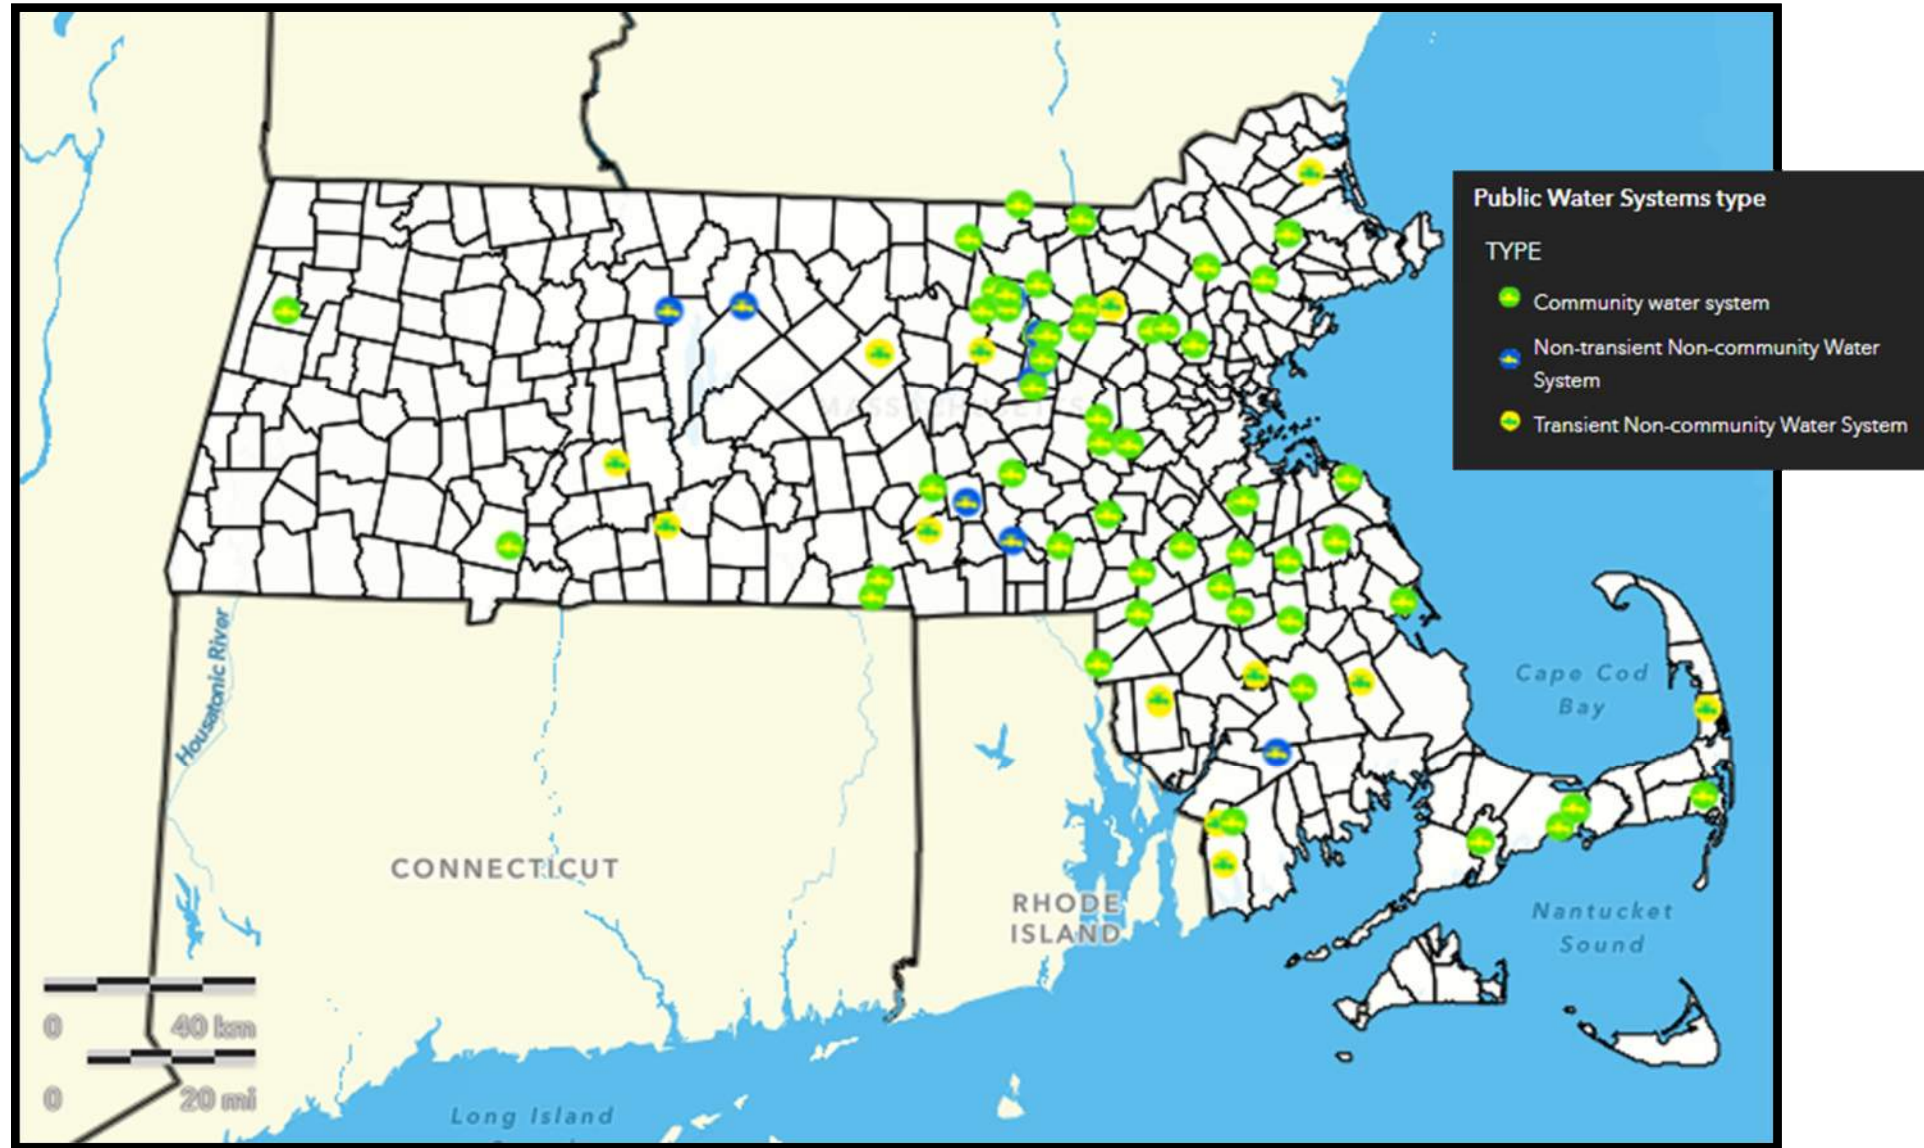 Public Water Systems type
TYPE
Community water system
Non-transient Non-community Water
System
Transient Non-community Water System
MASSACHUSETTS
Housatonic River
Cape Cod
Bay
CONNECTICUT
RHODE
ISLAND
Nantucket
Sound
0 40 km
0 20 mi
Long Island